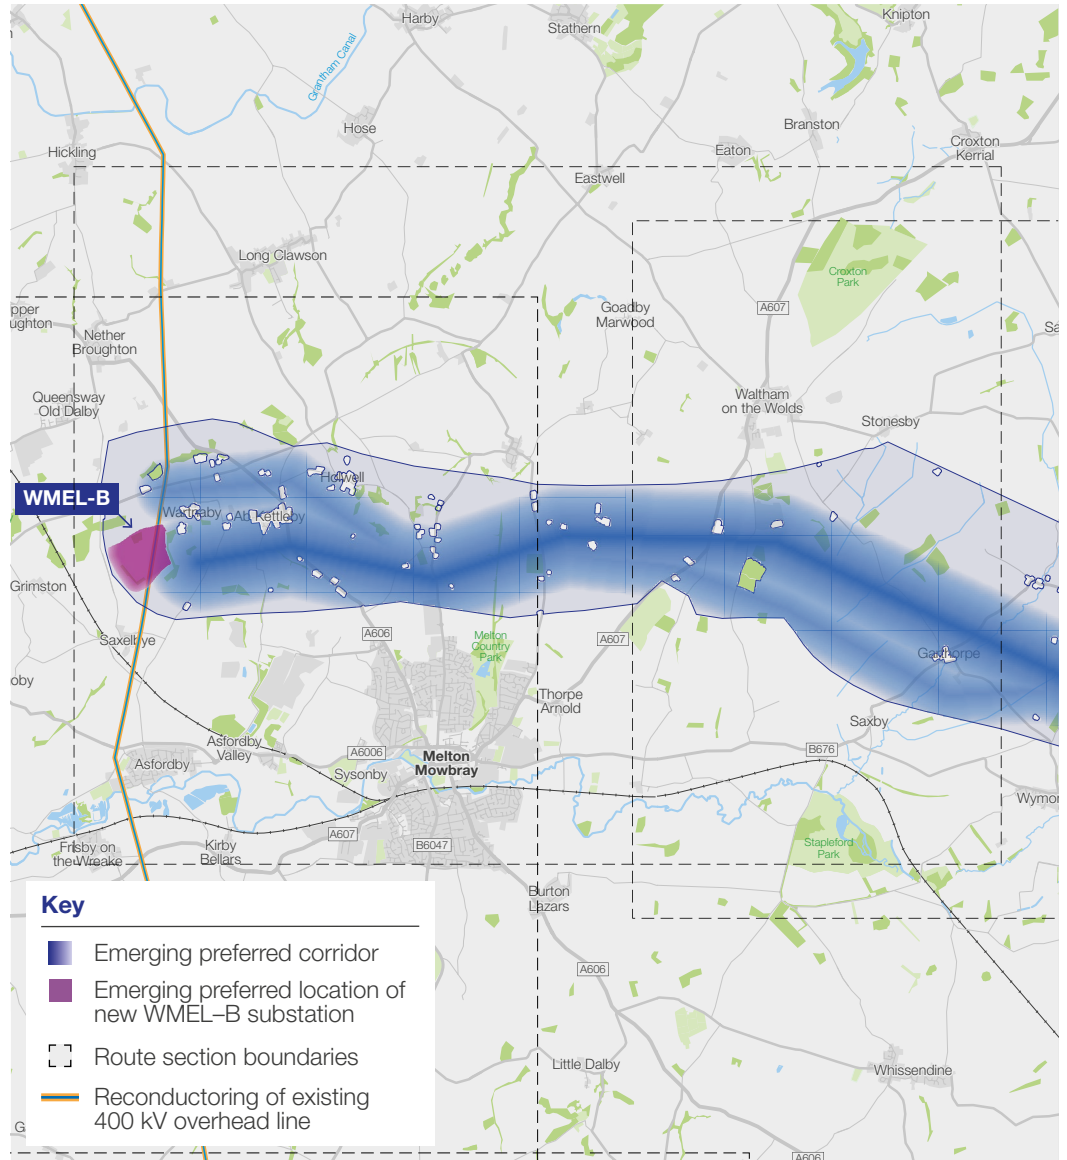 Harby
Stathern
Knipton
Grantham Canal
Hose
Branston
Hickling
Eaton
Croxton
Kerrial
Eastwell
Long Clawson
Croxton
Park
Goadby
Marwood
A607
Nether
Broughton
Queensway
Old Dalby
Waltham
on the Wolds
Stonesby
Holwell
WMEL-B
Wartnaby
Ab Kettleby
Grimston
Saxelbye
A606
Melton
Country
Park
A607
Garthorpe
Thorpe
Arnold
Saxby
Asfordby
Valley
A6006
Melton
Mowbray
B676
Asfordby
Sysonby
A607
B6047
Stapleford
Park
Frisby on
the Wreake
Kirby
Bellars
Burton
Lazars
Key
Emerging preferred corridor
Emerging preferred location of
new WMEL–B substation
Route section boundaries
Reconductoring of existing
400 kV overhead line
A606
Little Dalby
Whissendine
A606